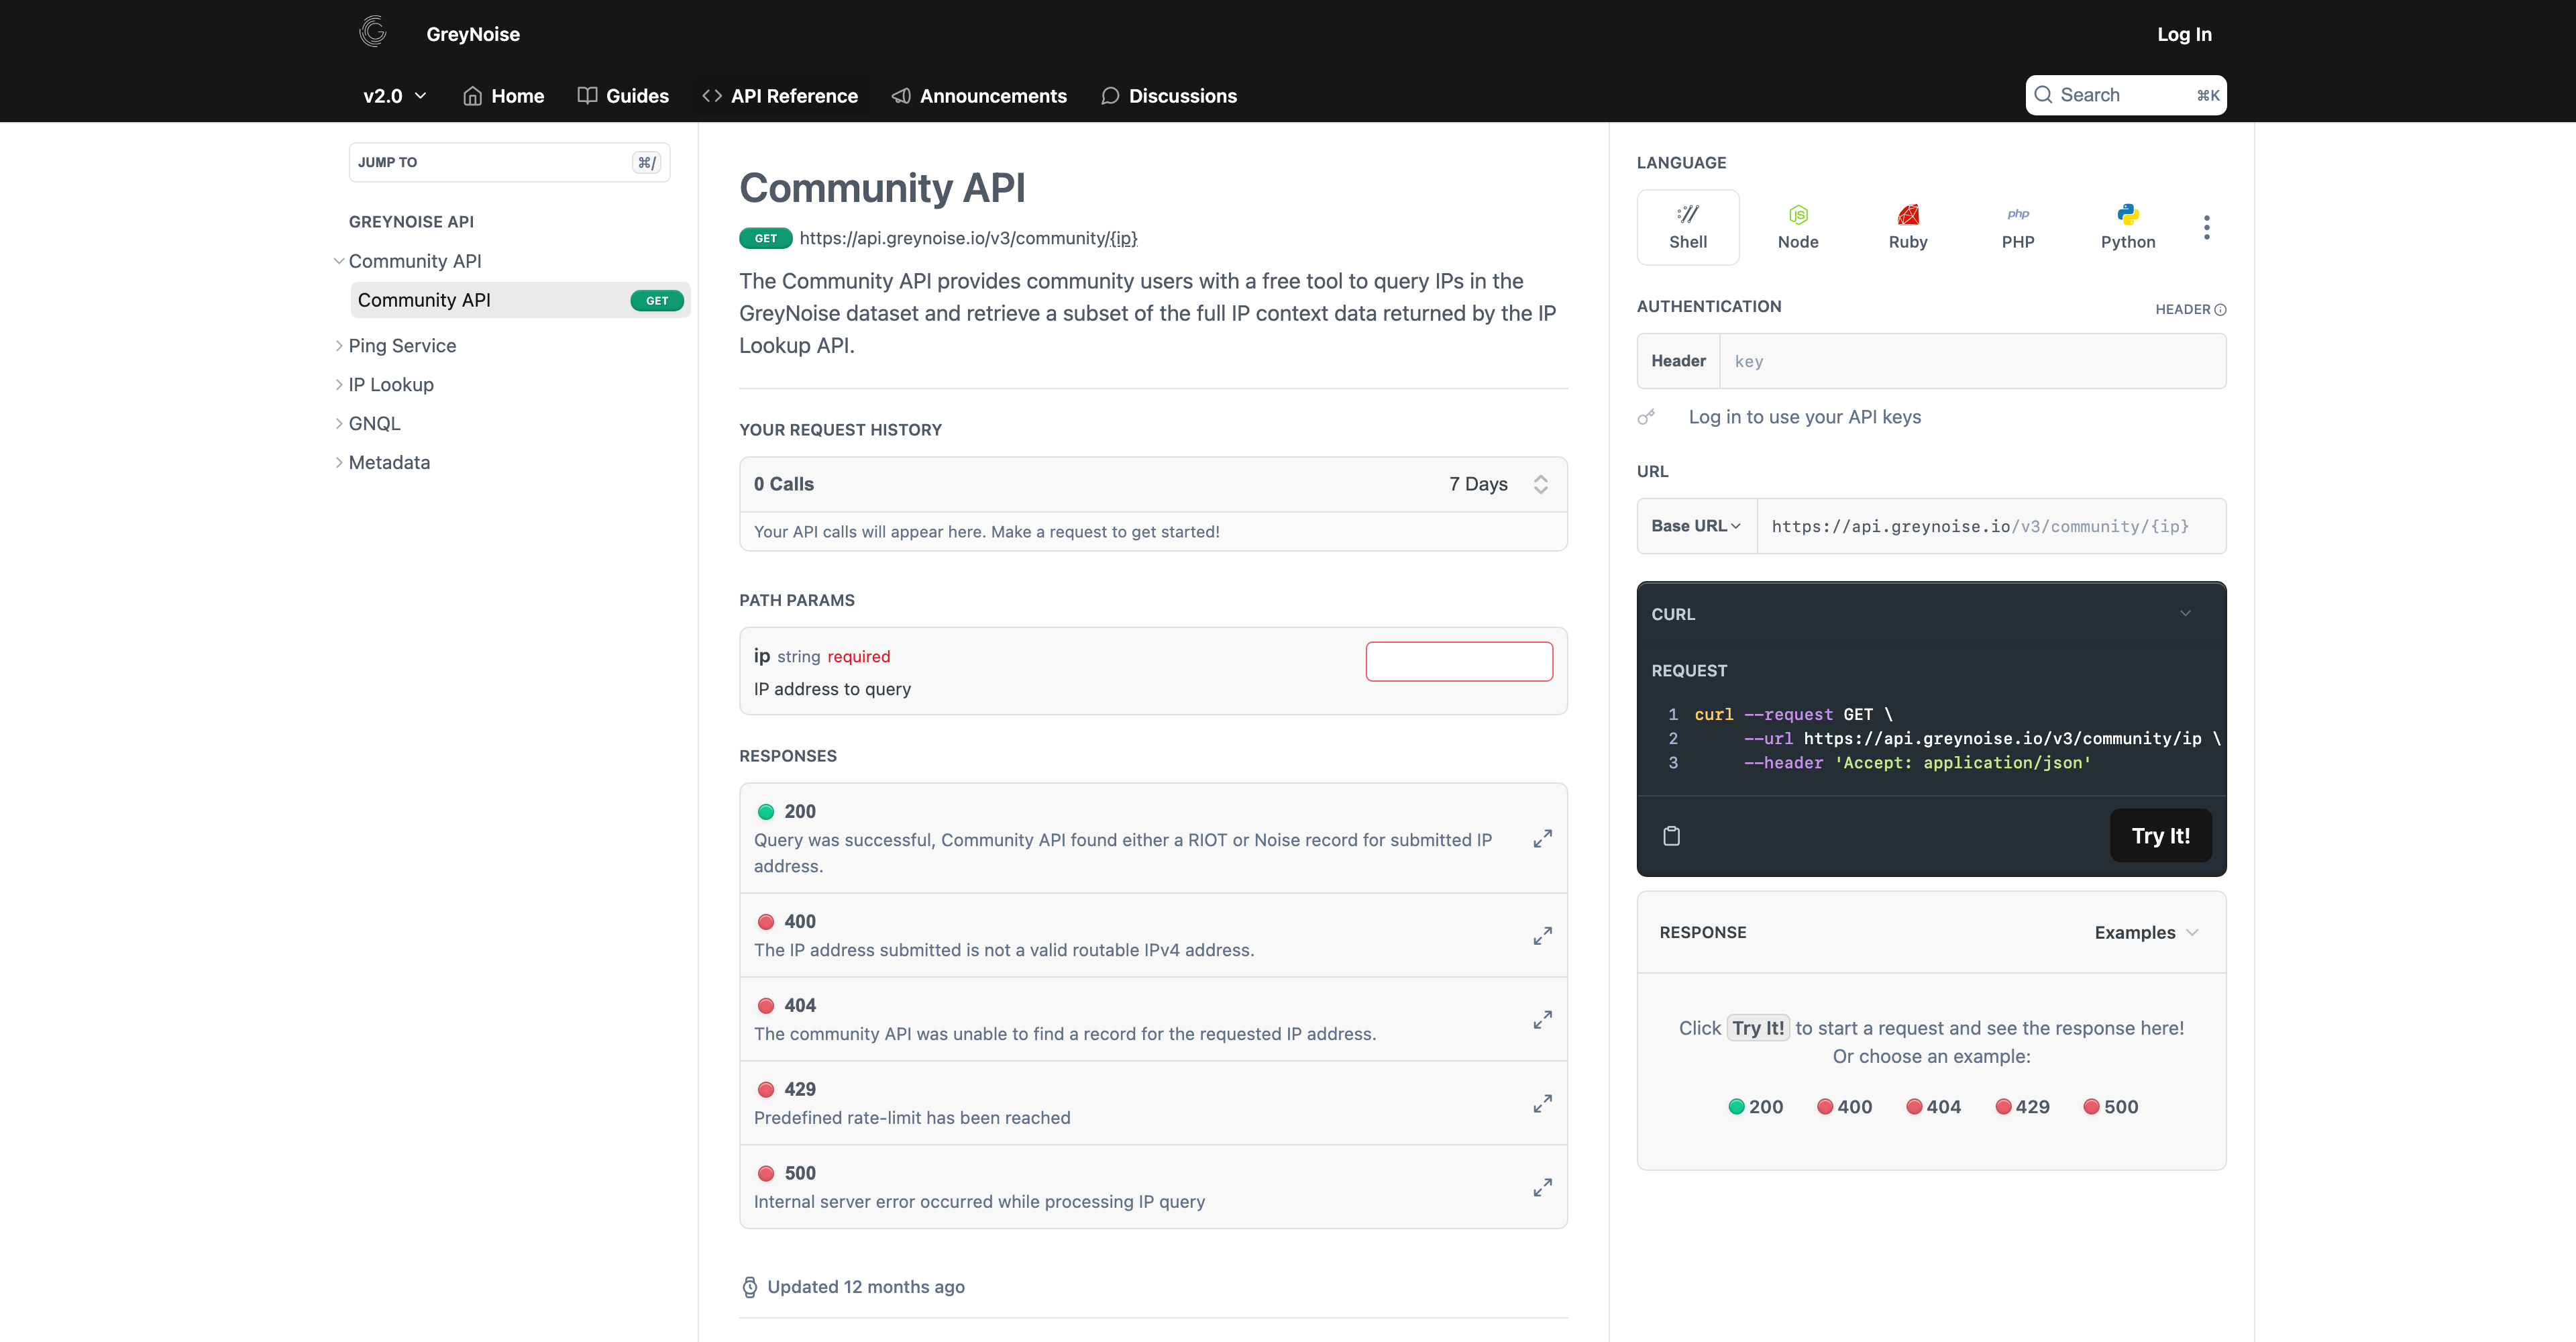 GreyNoise
Log In
v2.0
Home
Guides
API Reference
Announcements
Discussions
Search
⌘K
JUMP TO
⌘/
GREYNOISE API
Community API
Community API
GET
Ping Service
IP Lookup
GNQL
Metadata
Community API
GET https://api.greynoise.io/v3/community/{ip}
The Community API provides community users with a free tool to query IPs in the
GreyNoise dataset and retrieve a subset of the full IP context data returned by the IP
Lookup API.
YOUR REQUEST HISTORY
0 Calls
7 Days
Your API calls will appear here. Make a request to get started!
PATH PARAMS
ip string required
IP address to query
RESPONSES
200
Query was successful, Community API found either a RIOT or Noise record for submitted IP
address.
400
The IP address submitted is not a valid routable IPv4 address.
404
The community API was unable to find a record for the requested IP address.
429
Predefined rate-limit has been reached
500
Internal server error occurred while processing IP query
Updated 12 months ago
LANGUAGE
Shell
JS
Node
Ruby
php
PHP
Python
AUTHENTICATION
HEADER
Header
key
Log in to use your API keys
URL
Base URL
https://api.greynoise.io/v3/community/{ip}
CURL
REQUEST
1 curl --request GET \
2 --url https://api.greynoise.io/v3/community/ip \
3 --header 'Accept: application/json'
Try It!
RESPONSE
Examples
Click Try It! to start a request and see the response here!
Or choose an example:
200
400
404
429
500